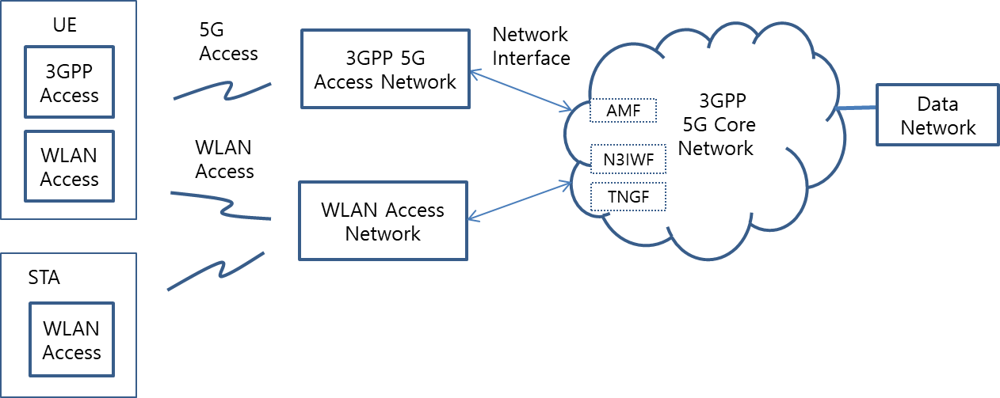 UE
3GPP
Access
WLAN
Access
STA
WLAN
Access
5G
Access
WLAN
Access
3GPP 5G
Access Network
WLAN Access
Network
Network
Interface
AMF
N3IWF
TNGF
3GPP
5G Core
Network
Data
Network